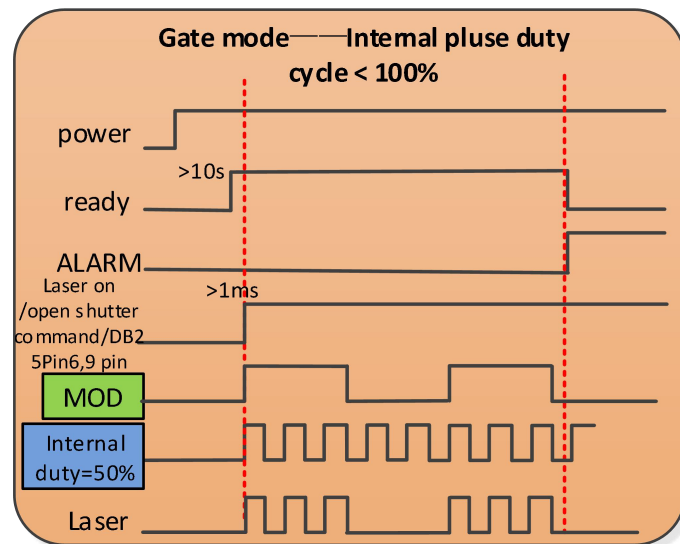 Gate mode——Internal pluse duty
cycle < 100%
power
>10s
ready
ALARM
Laser on
>1ms
/open shutter
command/DB2
5Pin6,9 pin
MOD
Internal
duty=50%
Laser